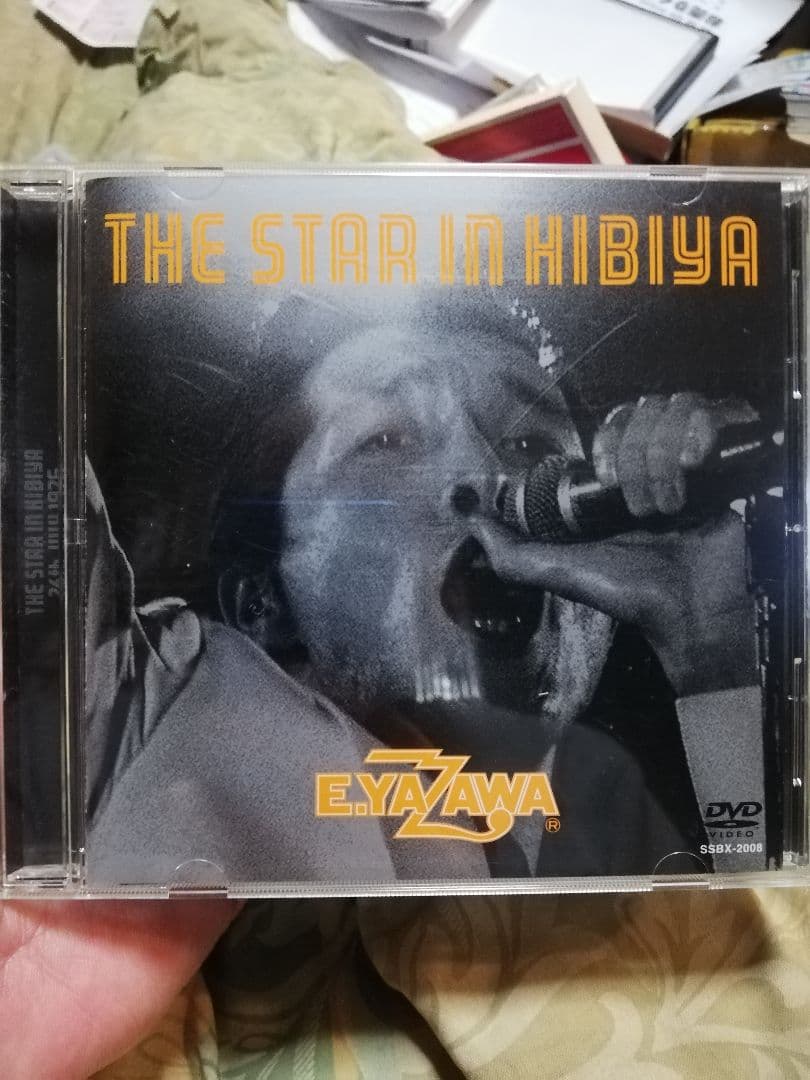 THE STAR IN HIBIYA
E.YAZAWA
®
DVD
VIDEO
SSBX-2008
THE STAR IN HIBIYA